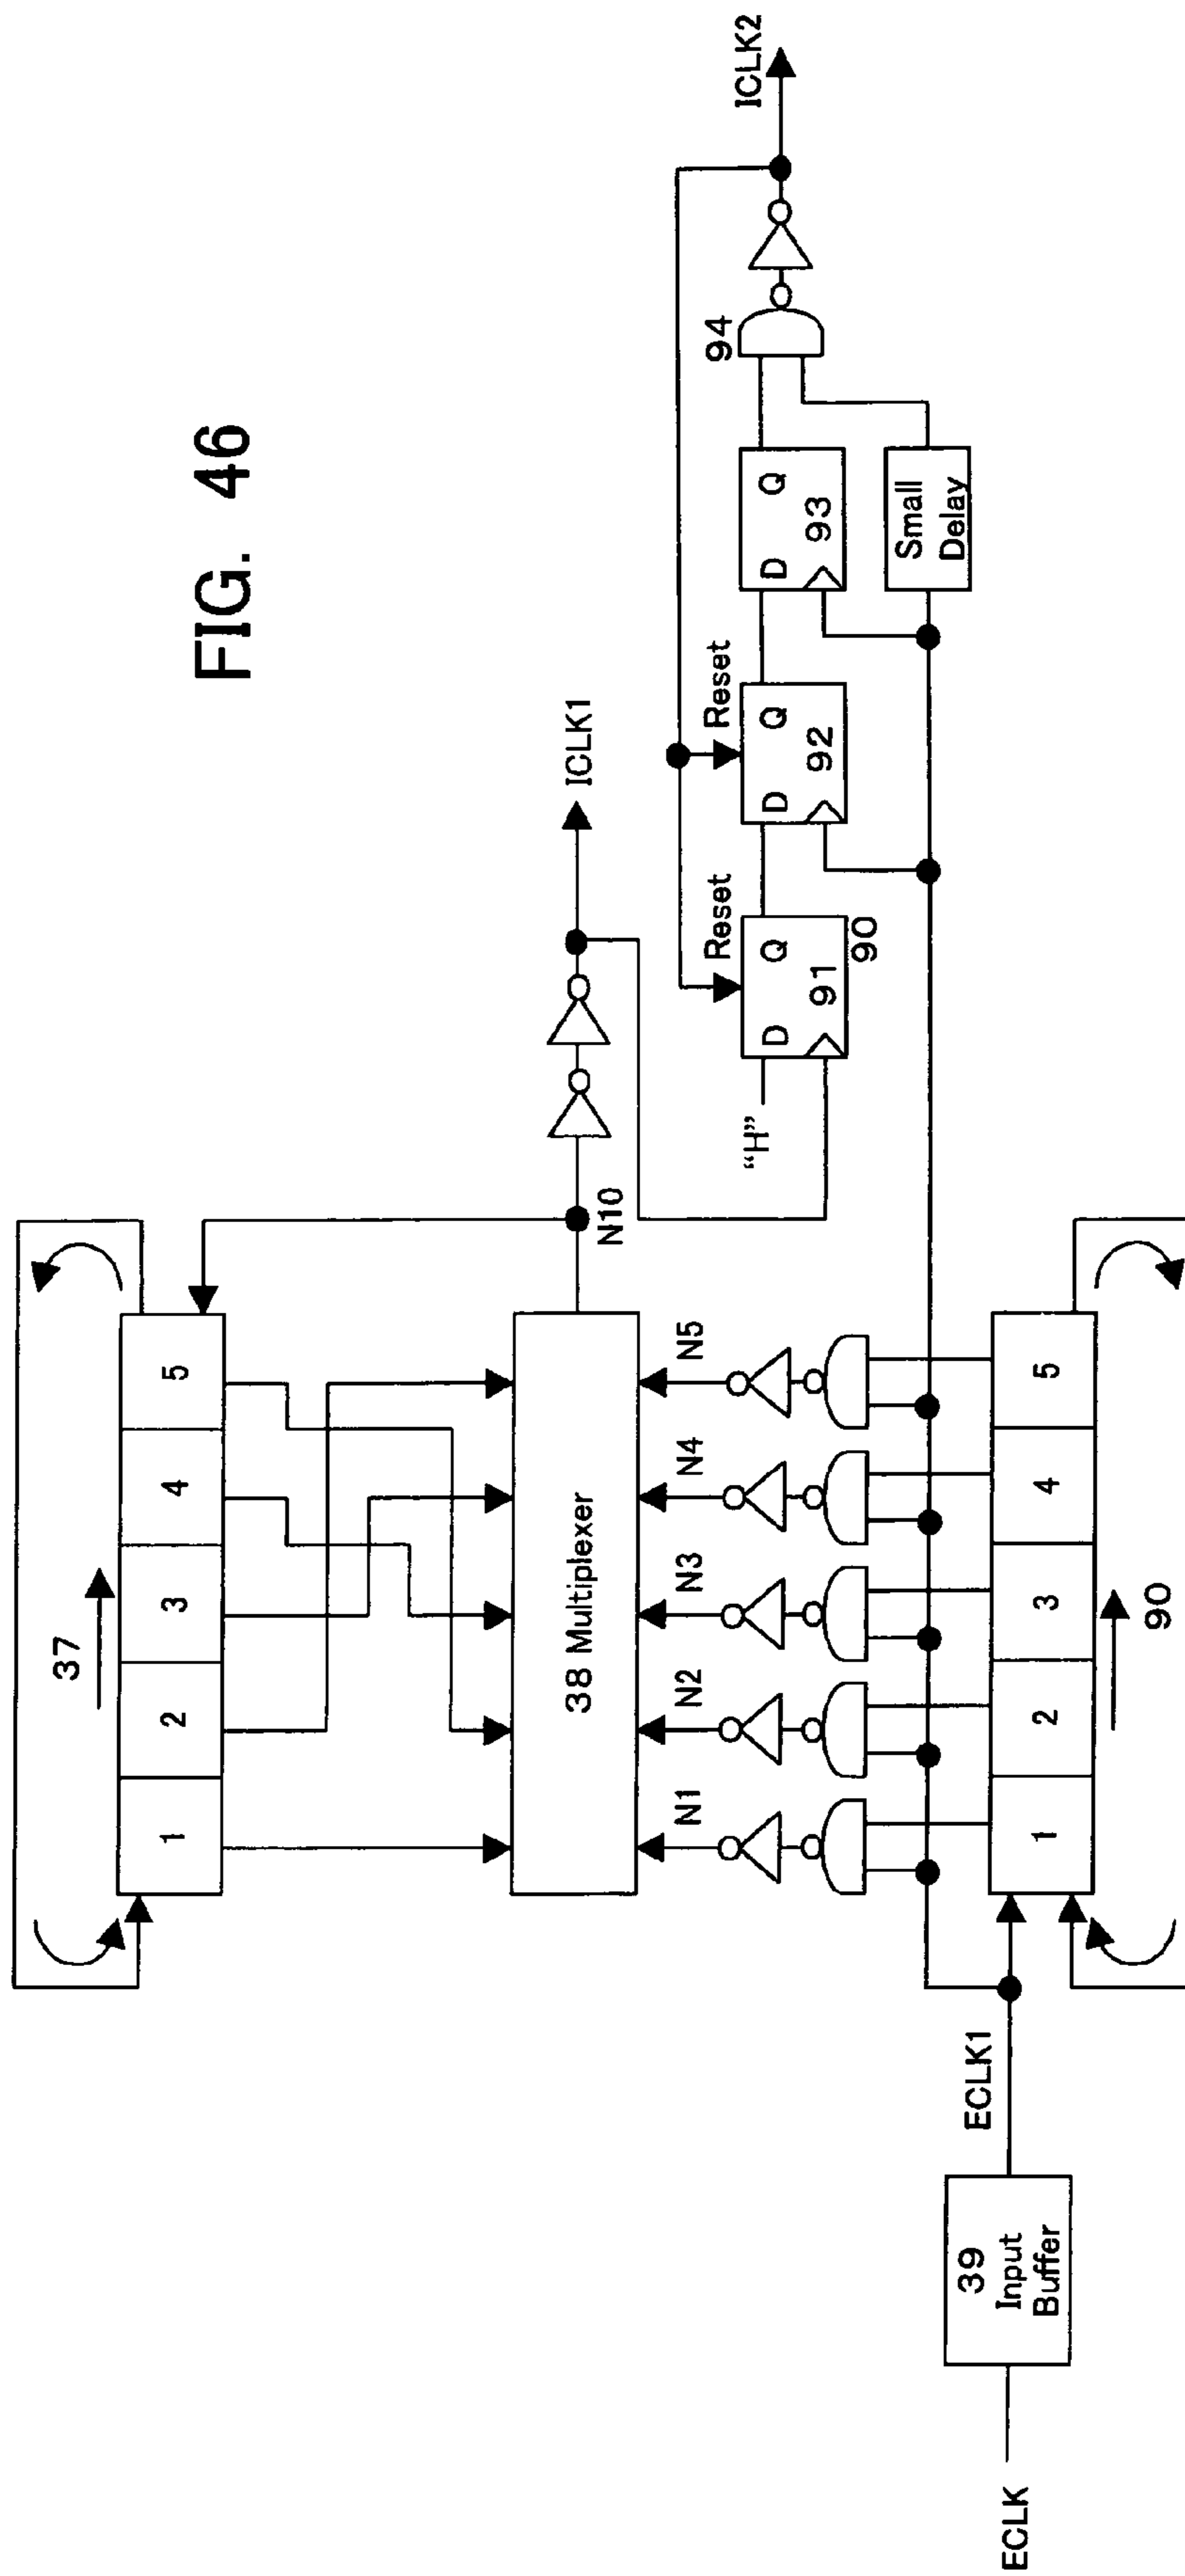 FIG. 46
37
1 2 3 4 5
38 Multiplexer
N10
ICLK1
N1 N2 N3 N4 N5
1 2 3 4 5
90
ECLK
39
Input
Buffer
ECLK1
“H”
D Q
91
90
Reset
D Q
92
Reset
D Q
93
Small
Delay
94
ICLK2